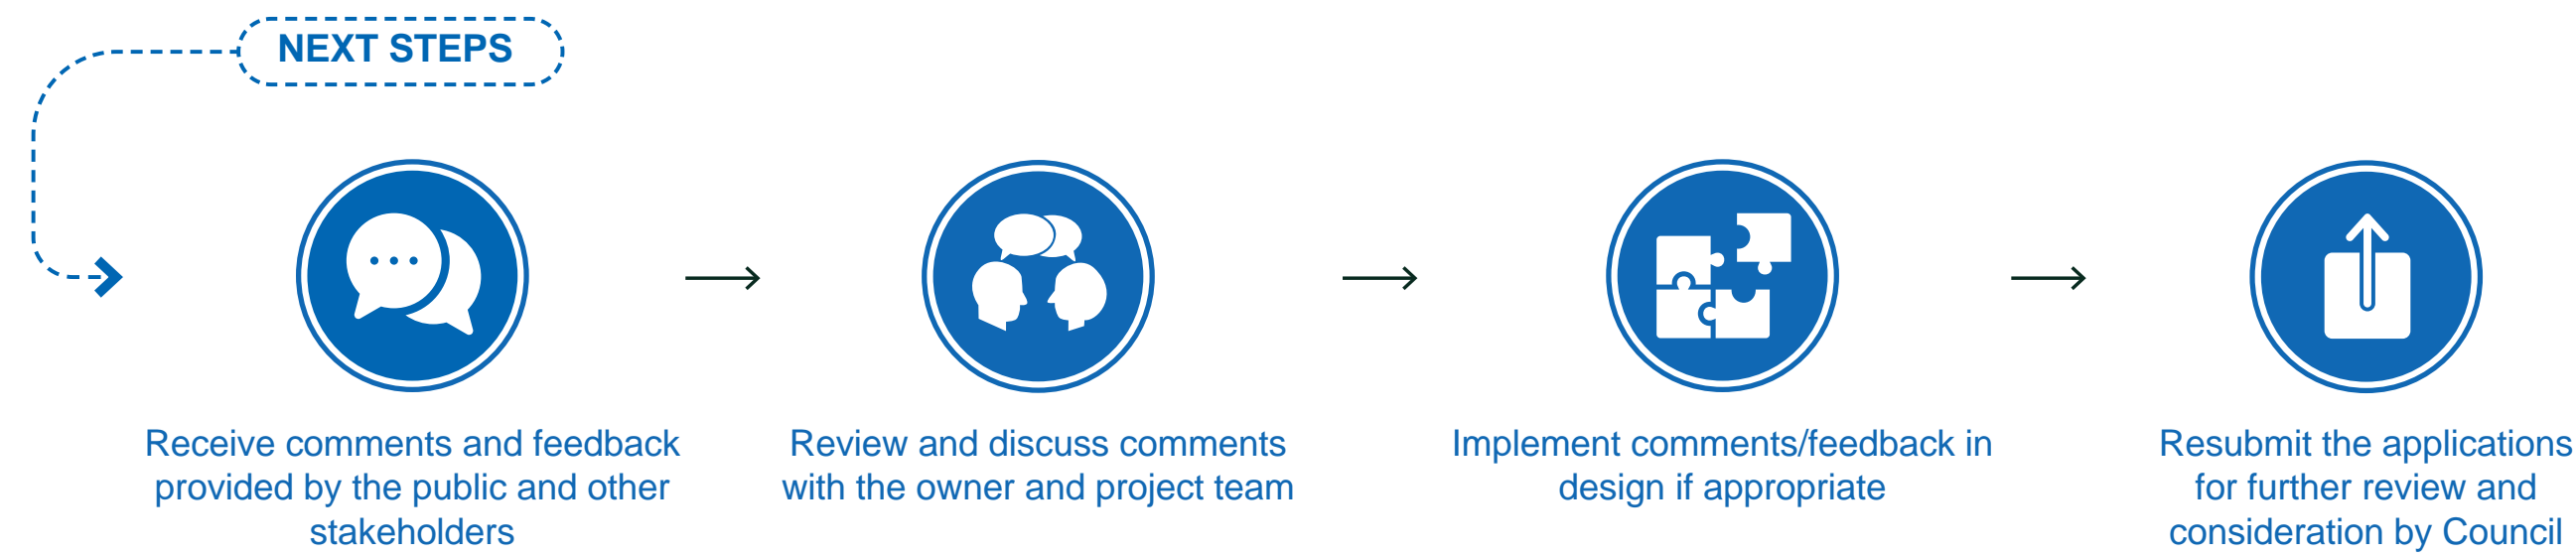 NEXT STEPS
Receive comments and feedback
provided by the public and other
stakeholders
Review and discuss comments
with the owner and project team
Implement comments/feedback in
design if appropriate
Resubmit the applications
for further review and
consideration by Council